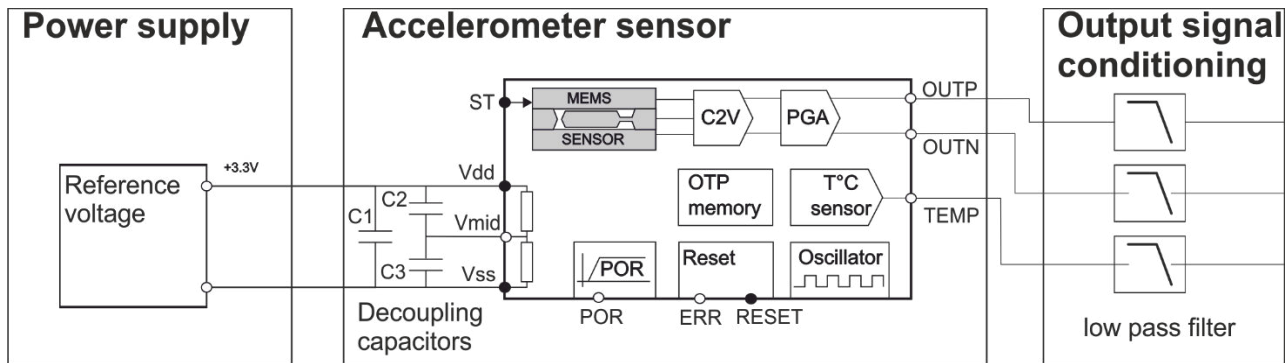 Power supply
Reference
voltage
+3.3V
Accelerometer sensor
ST
MEMS
SENSOR
C2V
PGA
OUTP
OUTN
Vdd
C2
C1
Vmid
C3
Vss
OTP
memory
T°C
sensor
TEMP
POR
Reset
Oscillator
POR
ERR
RESET
Decoupling
capacitors
Output signal
conditioning
low pass filter